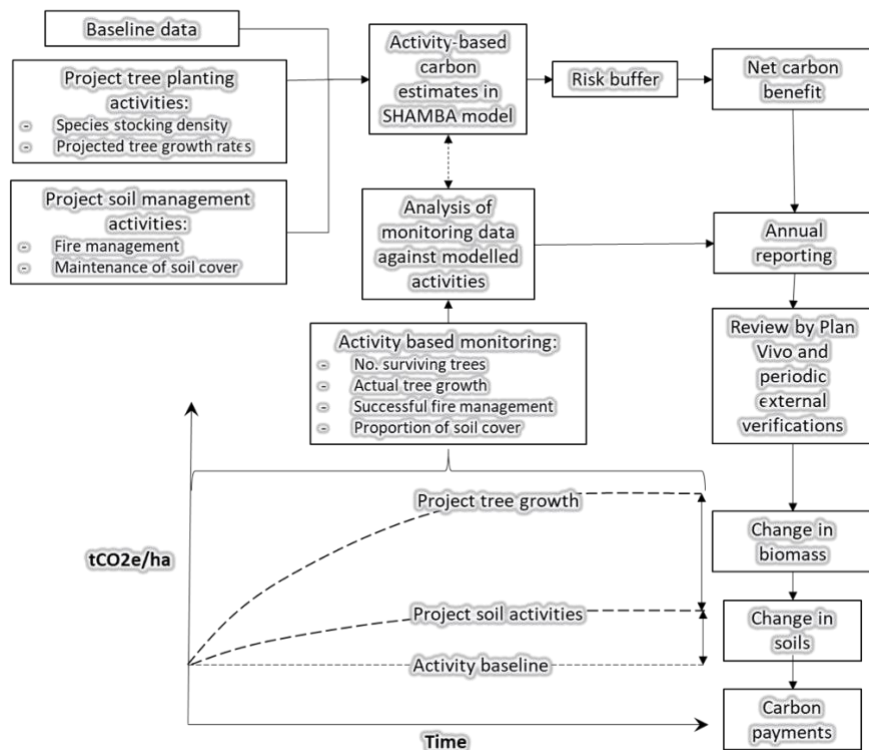 Baseline data
Project tree planting
activities:
- Species stocking density
- Projected tree growth rates
Project soil management
activities:
- Fire management
- Maintenance of soil cover
Activity-based
carbon
estimates in
SHAMBA model
Risk buffer
Net carbon
benefit
Analysis of
monitoring data
against modelled
activities
Annual
reporting
Activity based monitoring:
- No. surviving trees
- Actual tree growth
- Successful fire management
- Proportion of soil cover
Review by Plan
Vivo and
periodic
external
verifications
Project tree growth
tCO2e/ha
Project soil activities
Activity baseline
Time
Change in
biomass
Change in
soils
Carbon
payments